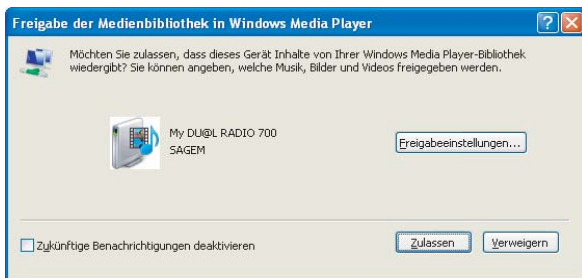 Freigabe der Medienbibliothek in Windows Media Player
Möchten Sie zulassen, dass dieses Gerät Inhalte von Ihrer Windows Media Player-Bibliothek
wiedergibt? Sie können angeben, welche Musik, Bilder und Videos freigegeben werden.
My DU@L RADIO 700
SAGEM
Freigabeeinstellungen...
Zukünftige Benachrichtigungen deaktivieren
Zulassen
Verweigern